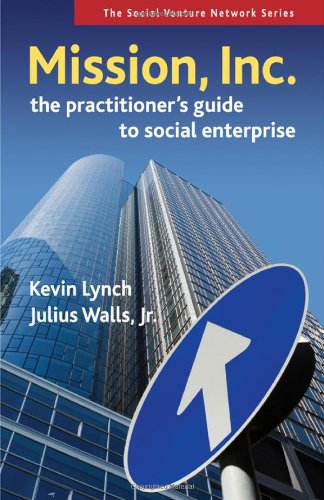 The Social Venture Network Series
Mission, Inc.
the practitioner's guide
to social enterprise
Kevin Lynch
Julius Walls, Jr.